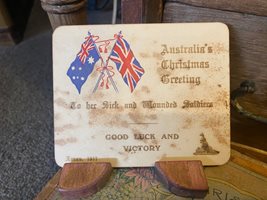 Australia's
Christmas
Greeting
To her Sick and Wounded Soldiers
GOOD LUCK AND
VICTORY